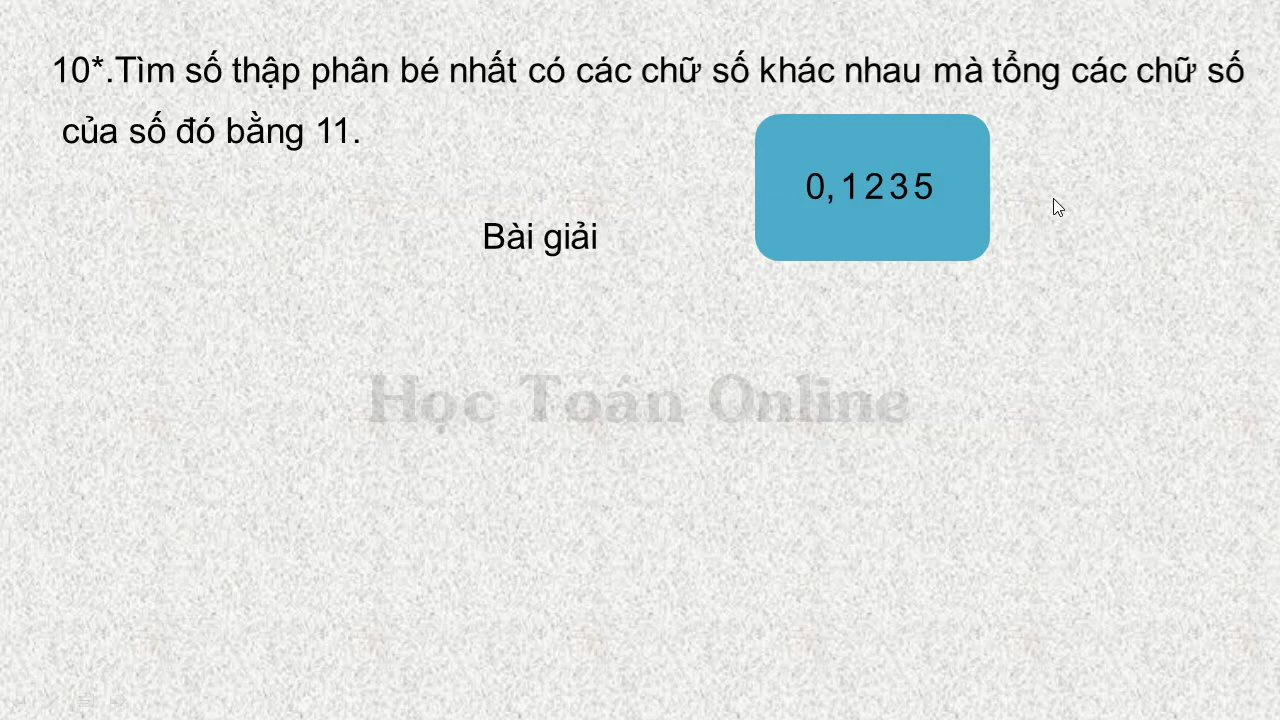 10*.Tìm số thập phân bé nhất có các chữ số khác nhau mà tổng các chữ số
của số đó bằng 11.
0,1235
Bài giải
Học Toán Online